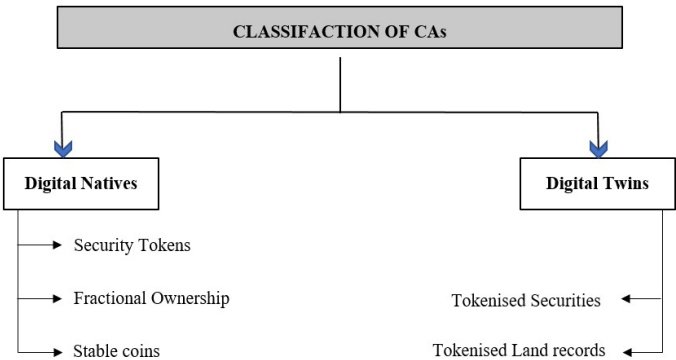 CLASSIFACTION OF CAs
Digital Natives
Security Tokens
Fractional Ownership
Stable coins
Digital Twins
Tokenised Securities
Tokenised Land records